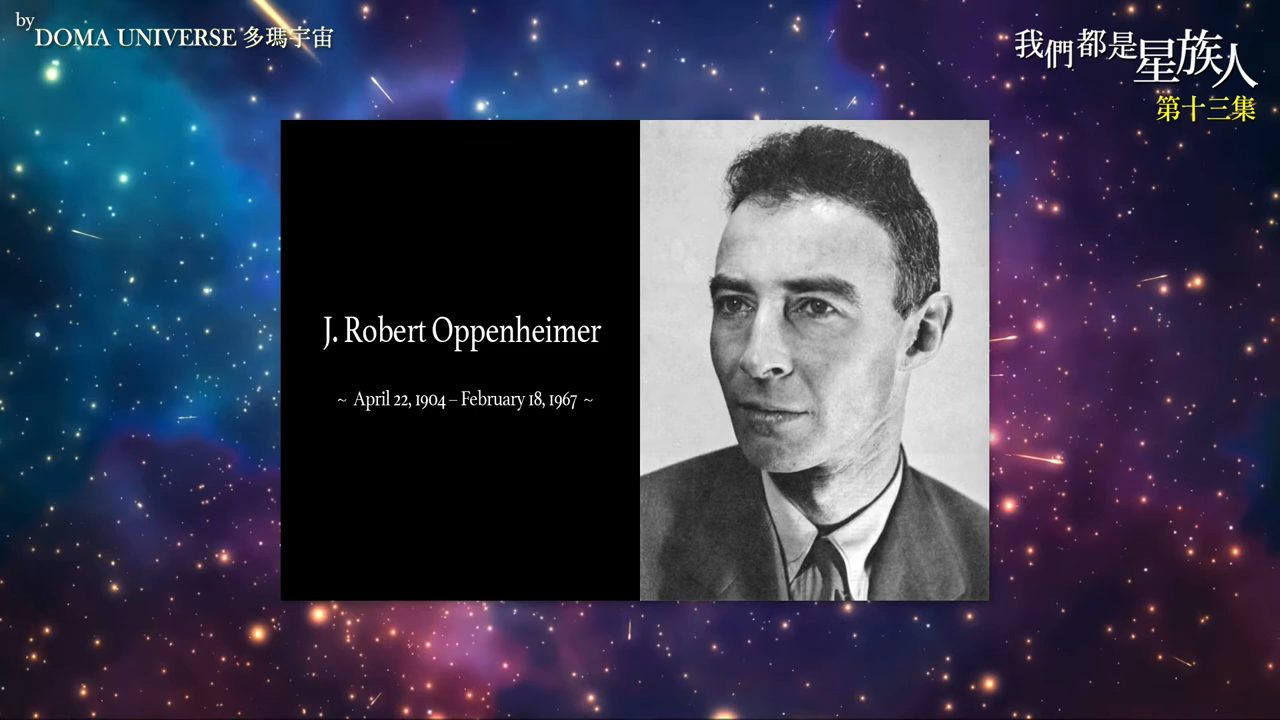 by
DOMA UNIVERSE 多瑪宇宙
我們都是星族人
第十三集
J. Robert Oppenheimer
~ April 22, 1904 – February 18, 1967 ~